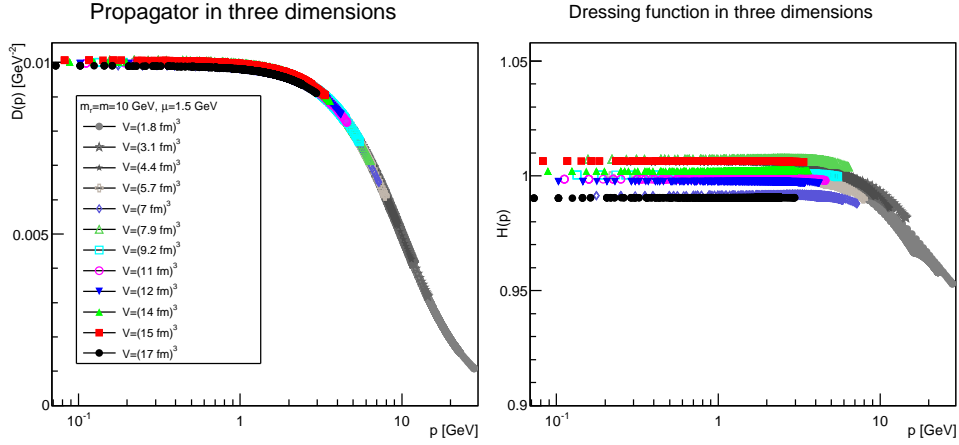 Propagator in three dimensions
D(p) [GeV⁻²]
0.01
0.005
0
m_r=m=10 GeV, μ=1.5 GeV
V=(1.8 fm)³
V=(3.1 fm)³
V=(4.4 fm)³
V=(5.7 fm)³
V=(7 fm)³
V=(7.9 fm)³
V=(9.2 fm)³
V=(11 fm)³
V=(12 fm)³
V=(14 fm)³
V=(15 fm)³
V=(17 fm)³
10⁻¹
1
10
p [GeV]
Dressing function in three dimensions
H(p)
1.05
1
0.95
0.9
10⁻¹
1
10
p [GeV]